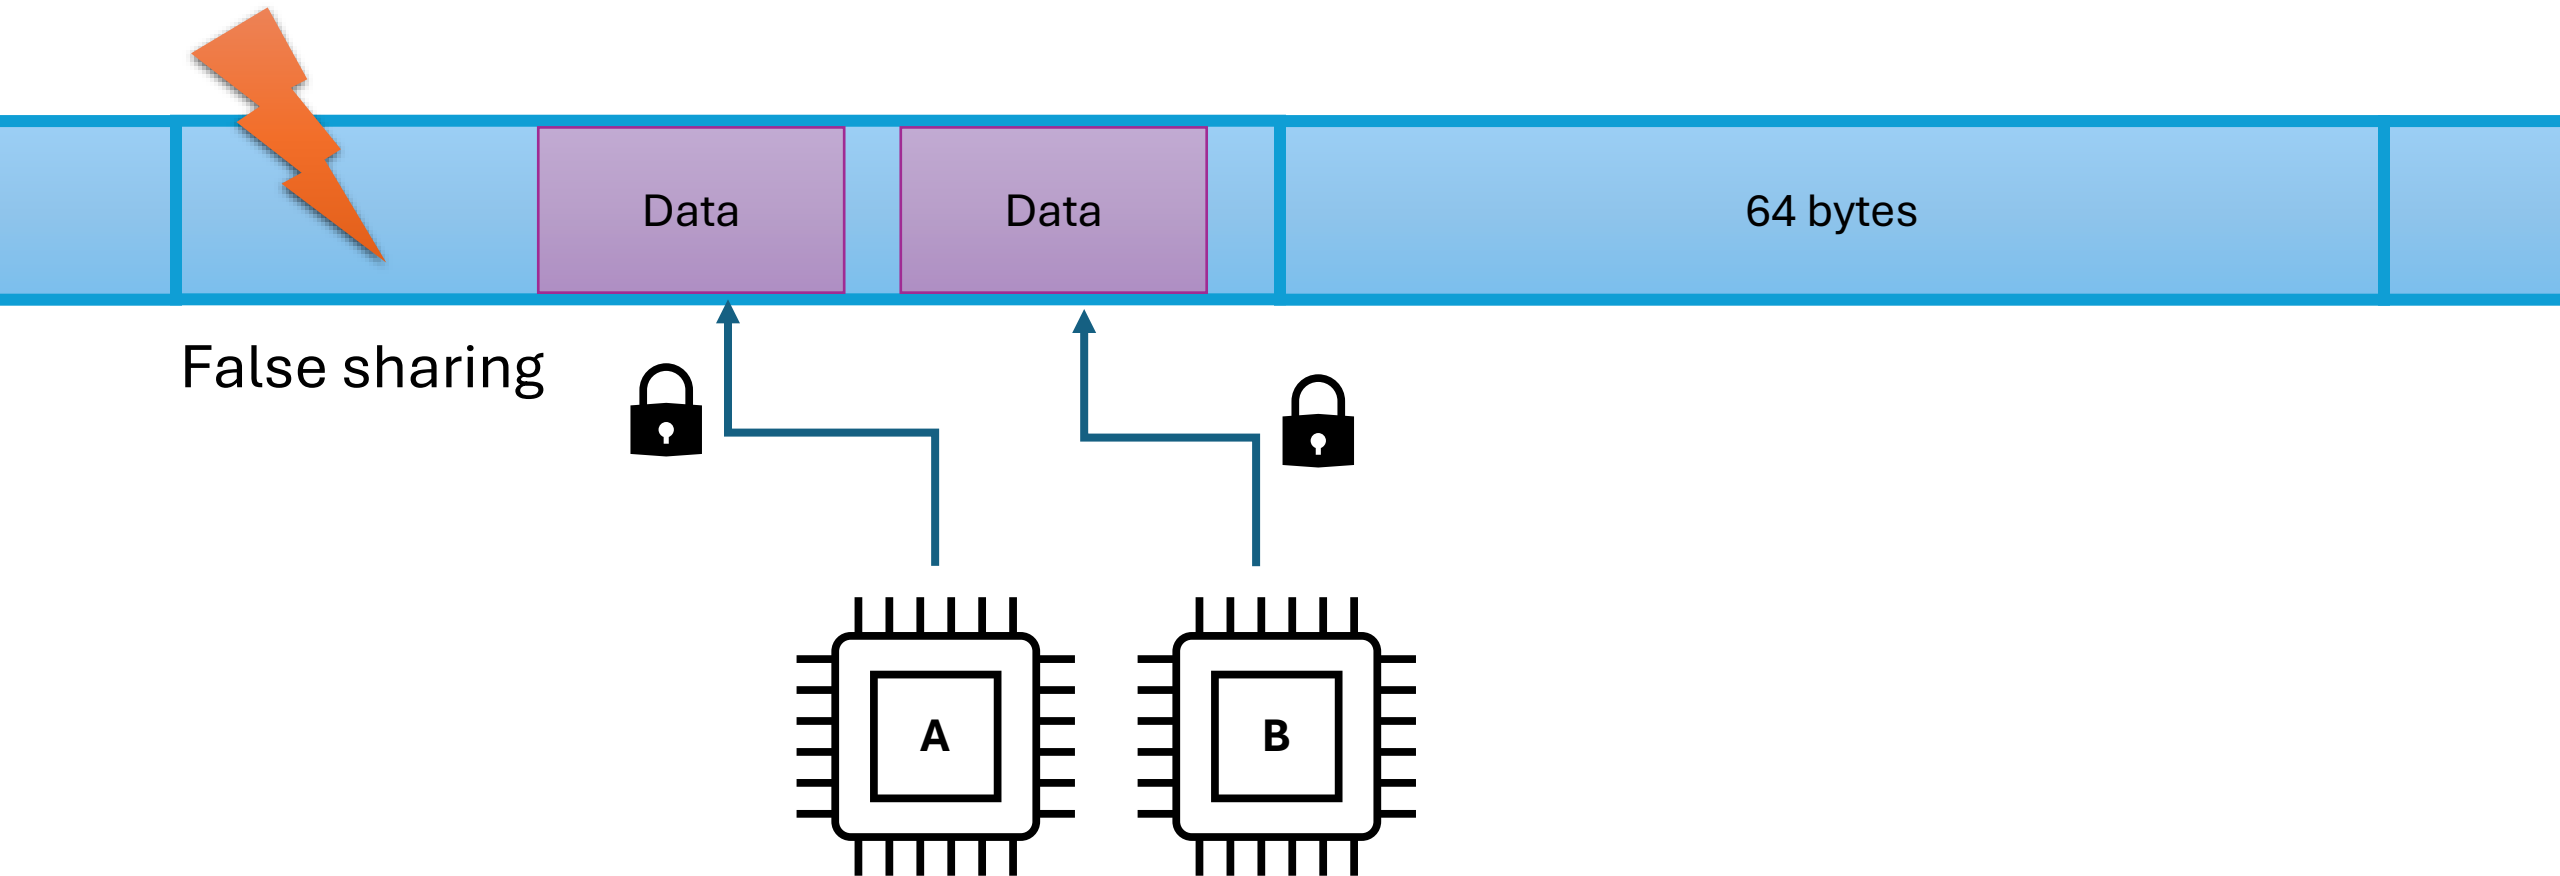 Data
Data
64 bytes
False sharing
A
B